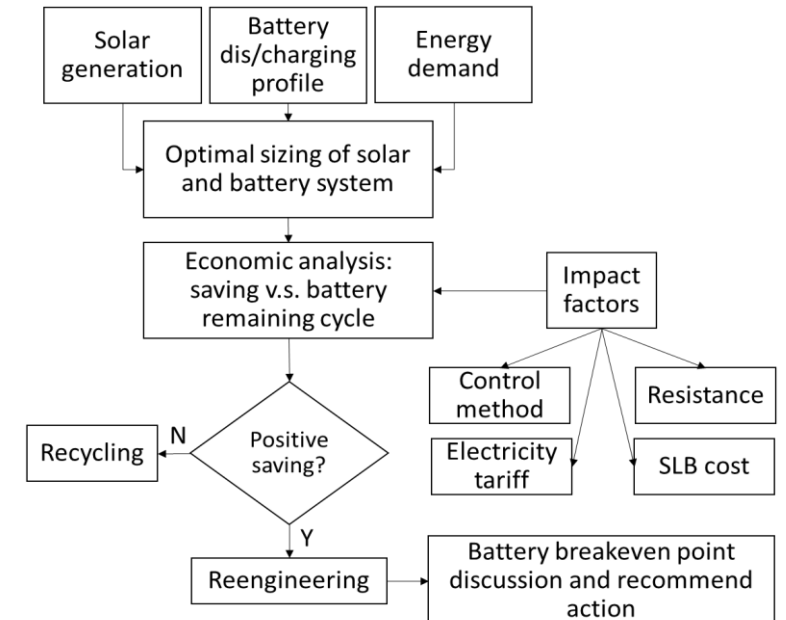 Solar
generation
Battery
dis/charging
profile
Energy
demand
Optimal sizing of solar
and battery system
Economic analysis:
saving v.s. battery
remaining cycle
Impact
factors
Control
method
Resistance
Electricity
tariff
SLB cost
Positive
saving?
N
Recycling
Y
Reengineering
Battery breakeven point
discussion and recommend
action